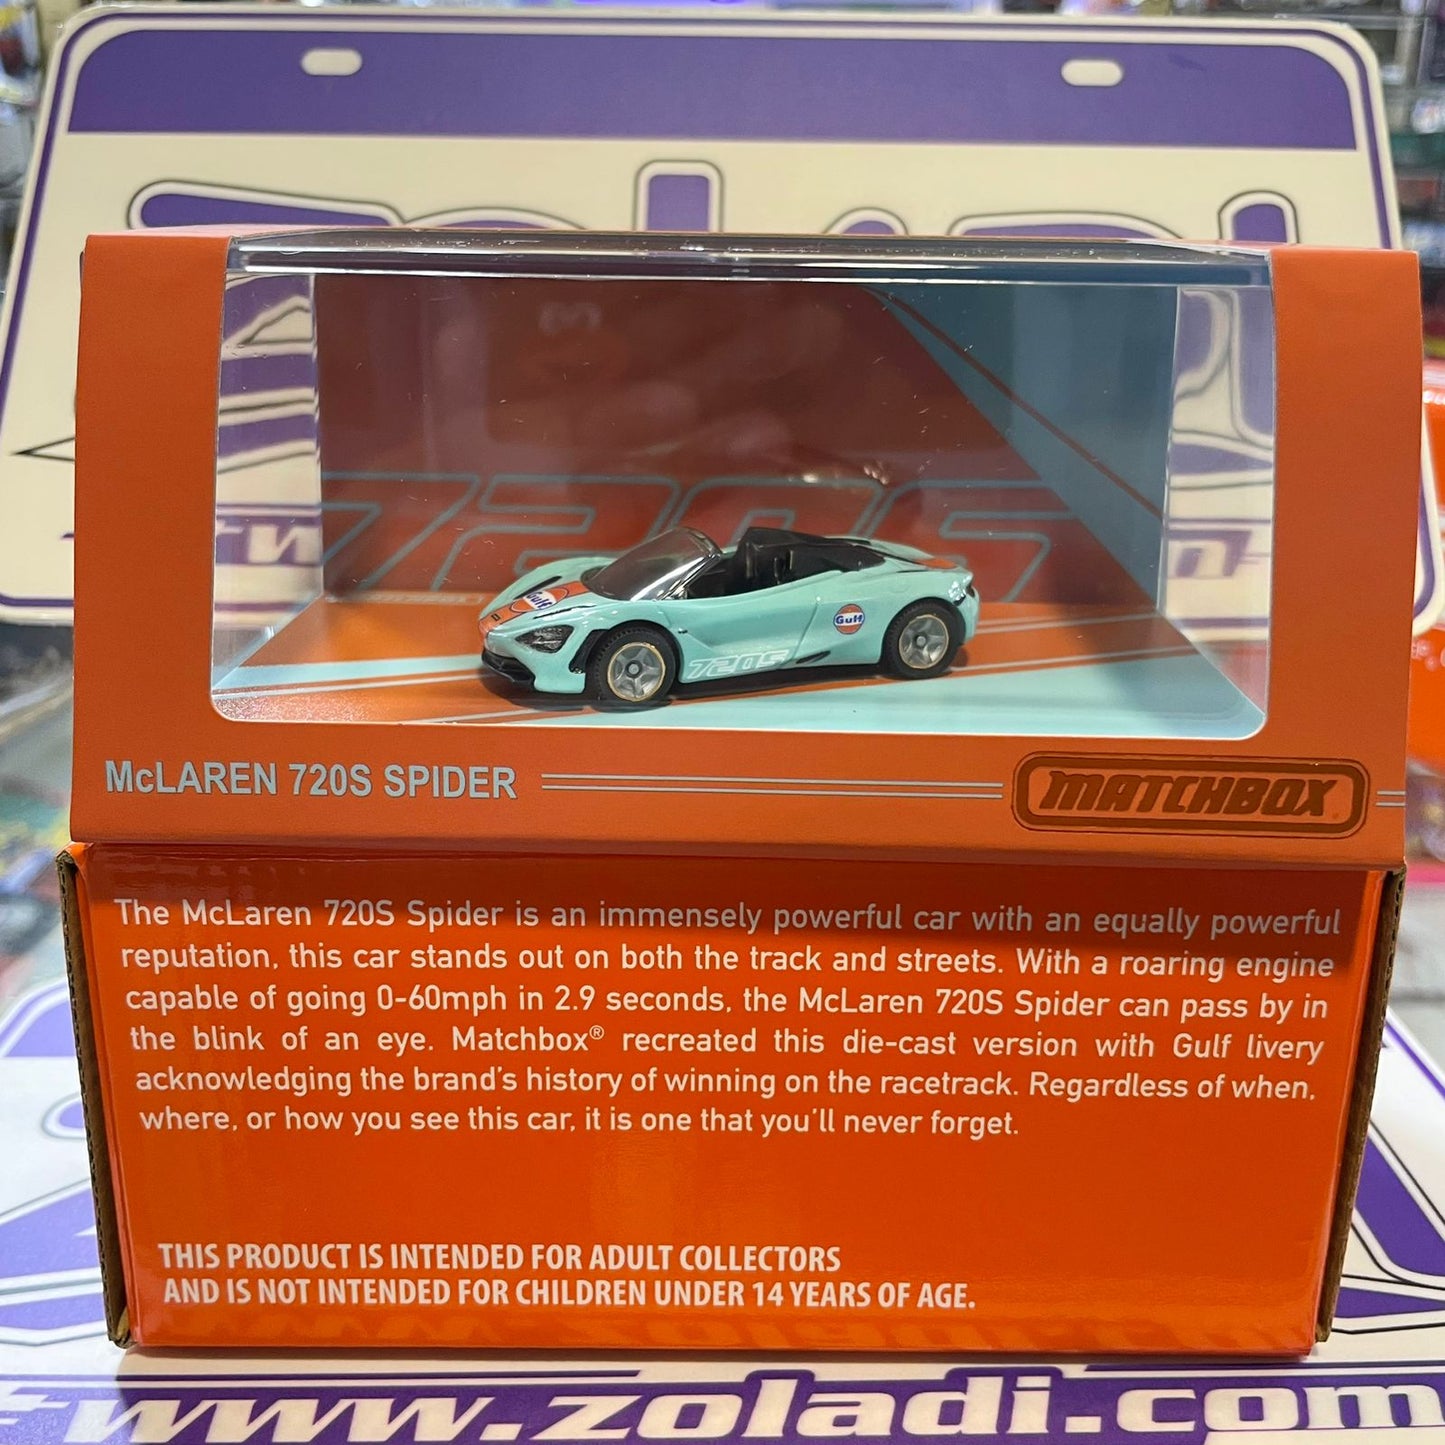 zoladi
720S
Gulf
Gulf
720S
McLAREN 720S SPIDER
MATCHBOX
The McLaren 720S Spider is an immensely powerful car with an equally powerful
reputation, this car stands out on both the track and streets. With a roaring engine
capable of going 0-60mph in 2.9 seconds, the McLaren 720S Spider can pass by in
the blink of an eye. Matchbox® recreated this die-cast version with Gulf livery
acknowledging the brand's history of winning on the racetrack. Regardless of when,
where, or how you see this car, it is one that you'll never forget.
THIS PRODUCT IS INTENDED FOR ADULT COLLECTORS
AND IS NOT INTENDED FOR CHILDREN UNDER 14 YEARS OF AGE.
www.zoladi.com